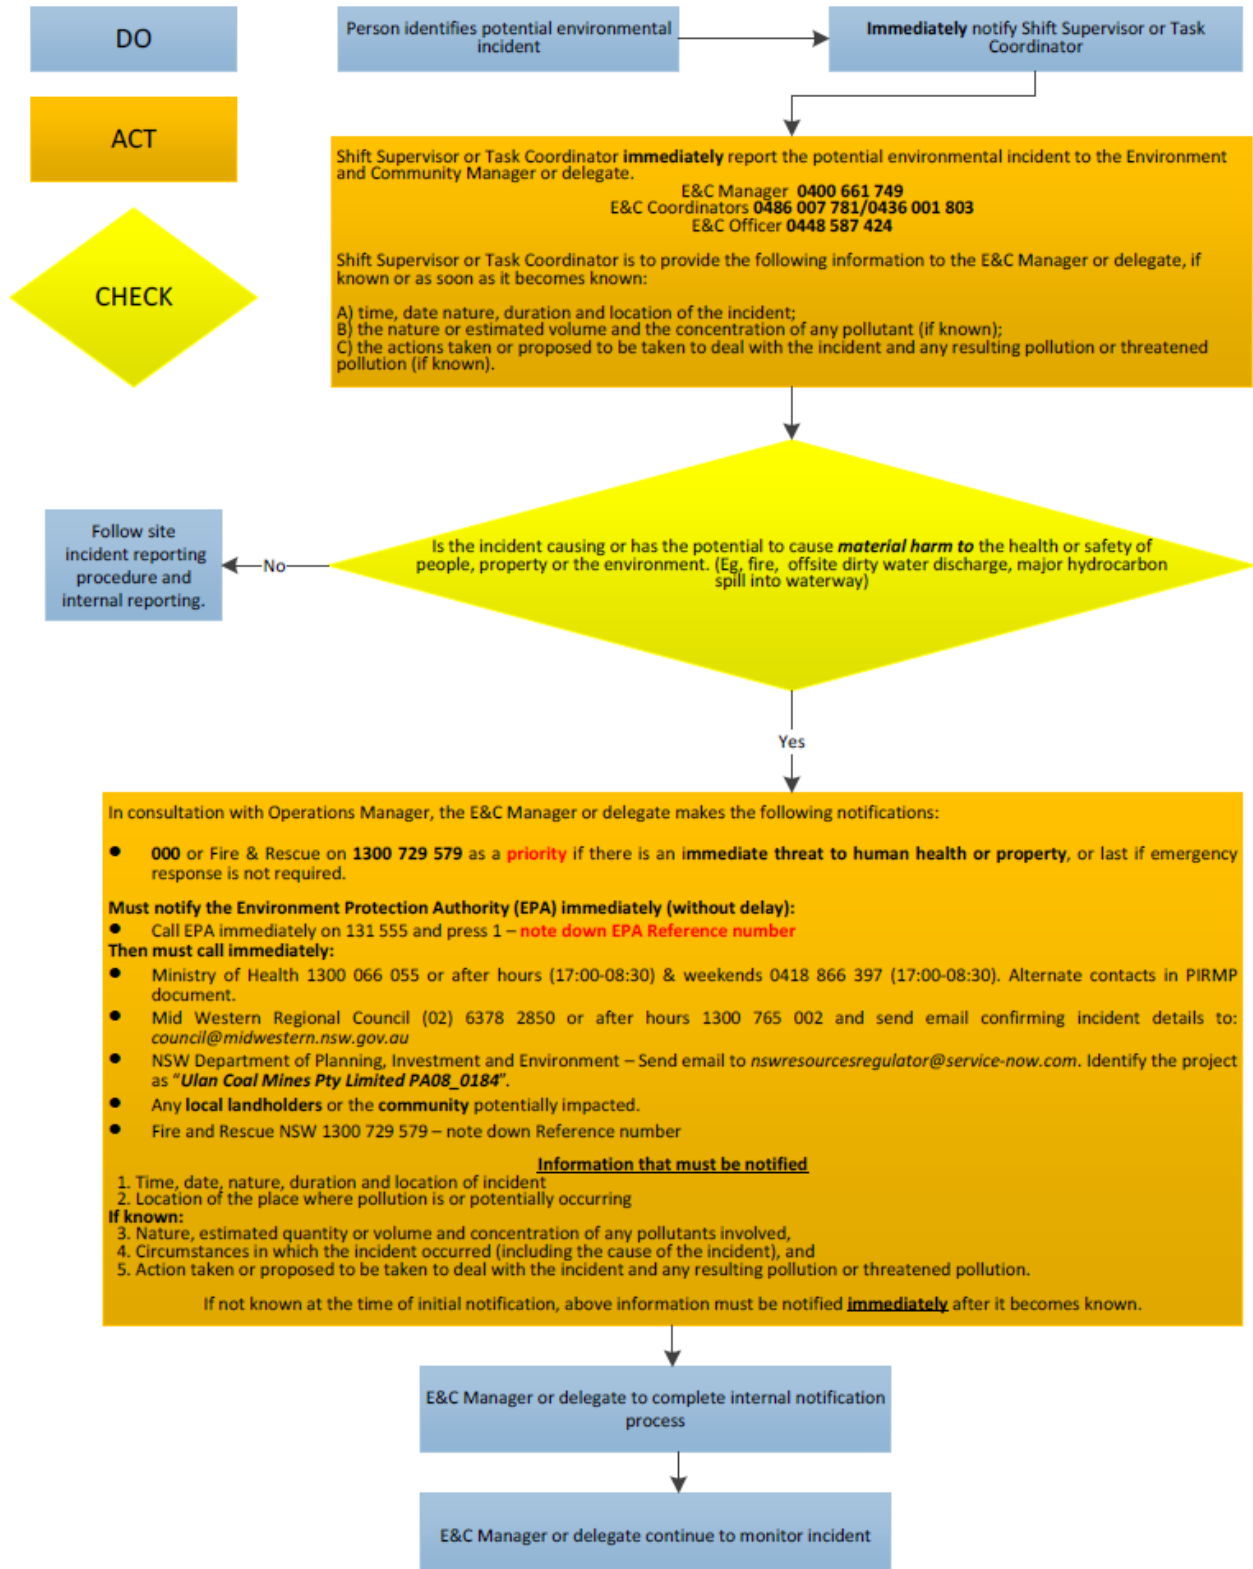 DO
Person identifies potential environmental
incident
Immediately notify Shift Supervisor or Task
Coordinator
ACT
Shift Supervisor or Task Coordinator immediately report the potential environmental incident to the Environment
and Community Manager or delegate.
E&C Manager 0400 661 749
E&C Coordinators 0486 007 781/0436 001 803
E&C Officer 0448 587 424
Shift Supervisor or Task Coordinator is to provide the following information to the E&C Manager or delegate, if
known or as soon as it becomes known:
A) time, date nature, duration and location of the incident;
B) the nature or estimated volume and the concentration of any pollutant (if known);
C) the actions taken or proposed to be taken to deal with the incident and any resulting pollution or threatened
pollution (if known).
CHECK
Is the incident causing or has the potential to cause material harm to the health or safety of
people, property or the environment. (Eg, fire, offsite dirty water discharge, major hydrocarbon
spill into waterway)
No
Follow site
incident reporting
procedure and
internal reporting.
Yes
In consultation with Operations Manager, the E&C Manager or delegate makes the following notifications:
● 000 or Fire & Rescue on 1300 729 579 as a priority if there is an immediate threat to human health or property, or last if emergency
response is not required.
Must notify the Environment Protection Authority (EPA) immediately (without delay):
● Call EPA immediately on 131 555 and press 1 – note down EPA Reference number
Then must call immediately:
● Ministry of Health 1300 066 055 or after hours (17:00-08:30) & weekends 0418 866 397 (17:00-08:30). Alternate contacts in PIRMP
document.
● Mid Western Regional Council (02) 6378 2850 or after hours 1300 765 002 and send email confirming incident details to:
council@midwestern.nsw.gov.au
● NSW Department of Planning, Investment and Environment – Send email to nswresourcesregulator@service-now.com. Identify the project
as “Ulan Coal Mines Pty Limited PA08_0184”.
● Any local landholders or the community potentially impacted.
● Fire and Rescue NSW 1300 729 579 – note down Reference number
Information that must be notified
1. Time, date, nature, duration and location of incident
2. Location of the place where pollution is or potentially occurring
If known:
3. Nature, estimated quantity or volume and concentration of any pollutants involved,
4. Circumstances in which the incident occurred (including the cause of the incident), and
5. Action taken or proposed to be taken to deal with the incident and any resulting pollution or threatened pollution.
If not known at the time of initial notification, above information must be notified immediately after it becomes known.
E&C Manager or delegate to complete internal notification
process
E&C Manager or delegate continue to monitor incident